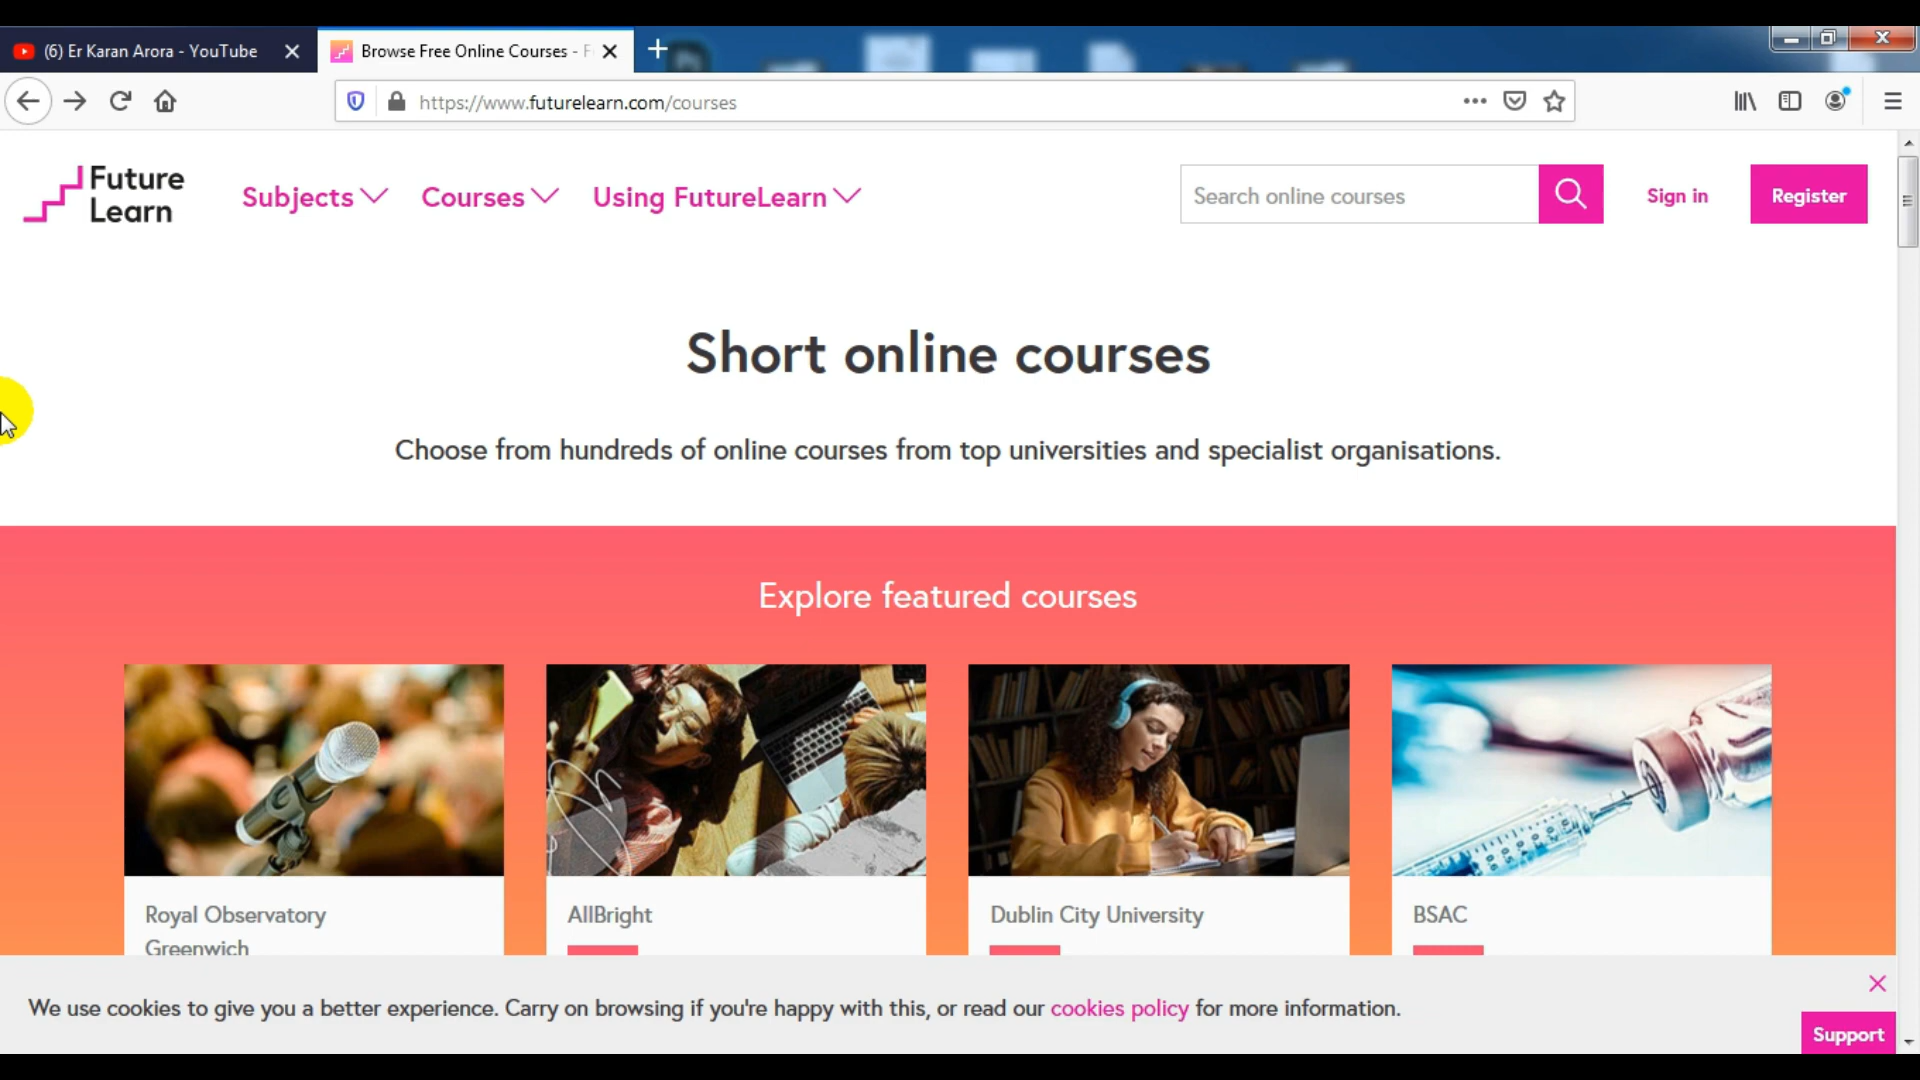 (6) Er Karan Arora - YouTube
Browse Free Online Courses - F
https://www.futurelearn.com/courses
Future
Learn
Subjects
Courses
Using FutureLearn
Search online courses
Sign in
Register
Short online courses
Choose from hundreds of online courses from top universities and specialist organisations.
Explore featured courses
Royal Observatory
Greenwich
AllBright
Dublin City University
BSAC
We use cookies to give you a better experience. Carry on browsing if you're happy with this, or read our cookies policy for more information.
Support